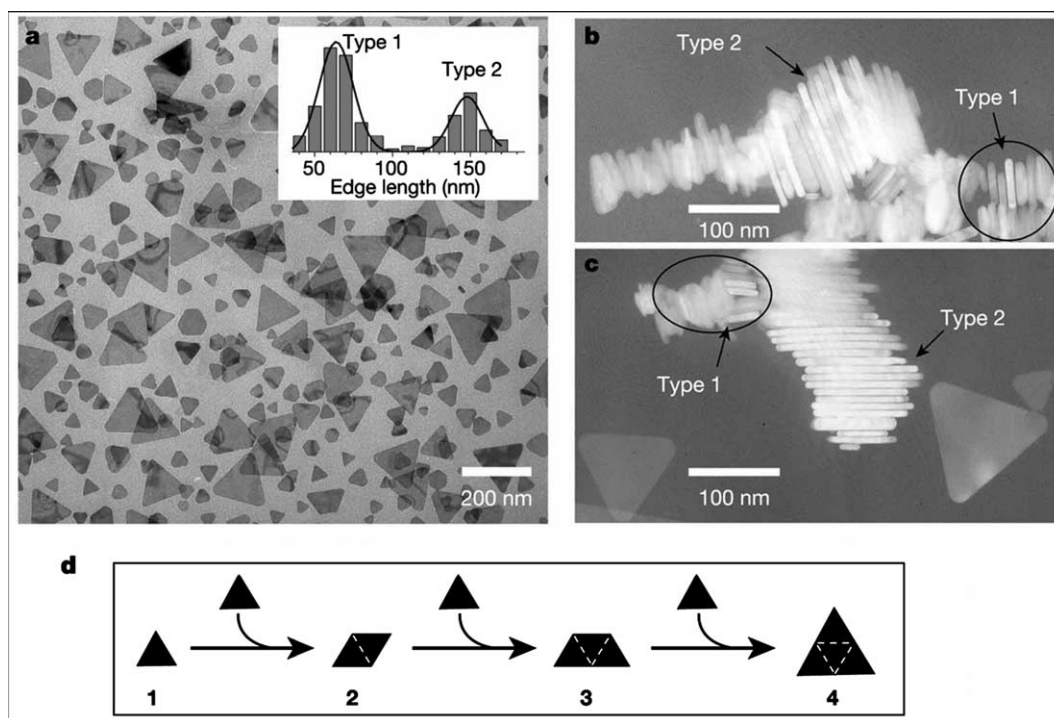 a
Type 1
Type 2
50 100 150
Edge length (nm)
200 nm
b
Type 2
Type 1
100 nm
c
Type 2
Type 1
100 nm
d
1 2 3 4